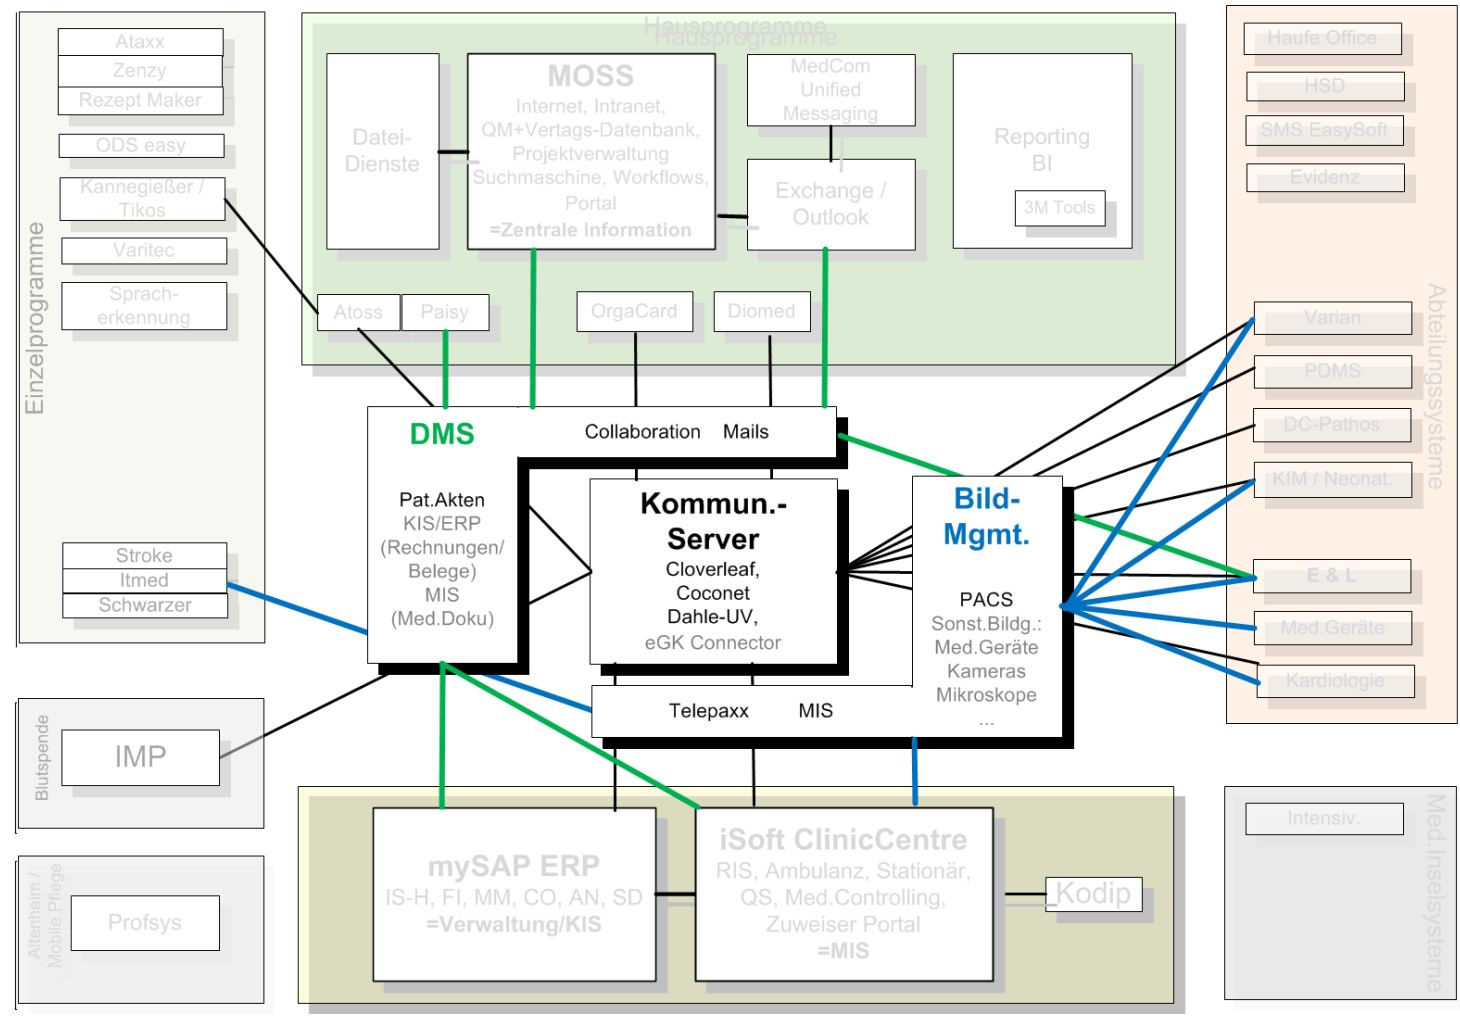 Einzelprogramme
Ataxx
Zenzy
Rezept Maker
ODS easy
Kannegießer /
Tikos
Varitec
Sprach-
erkennung
Stroke
Itmed
Schwarzer
Hausprogramme
Hausprogramme
Datei-
Dienste
MOSS
Internet, Intranet,
QM+Vertags-Datenbank,
Projektverwaltung
Suchmaschine, Workflows,
Portal
=Zentrale Information
MedCom
Unified
Messaging
Exchange /
Outlook
Reporting
BI
3M Tools
Atoss
Paisy
OrgaCard
Diomed
Abteilungssysteme
Haufe Office
HSD
SMS EasySoft
Evidenz
Varian
PDMS
DC-Pathos
KIM / Neonat.
E & L
Med.Geräte
Kardiologie
DMS
Collaboration Mails
Pat.Akten
KIS/ERP
(Rechnungen/
Belege)
MIS
(Med.Doku)
Kommun.-
Server
Cloverleaf,
Coconet
Dahle-UV,
eGK Connector
Bild-
Mgmt.
PACS
Sonst.Bildg.:
Med.Geräte
Kameras
Mikroskope
...
Telepaxx MIS
Blutspende
IMP
Altenheim /
Mobile Pflege
Profsys
mySAP ERP
IS-H, FI, MM, CO, AN, SD
=Verwaltung/KIS
iSoft ClinicCentre
RIS, Ambulanz, Stationär,
QS, Med.Controlling,
Zuweiser Portal
=MIS
Kodip
Med.Inselsysteme
Intensiv.